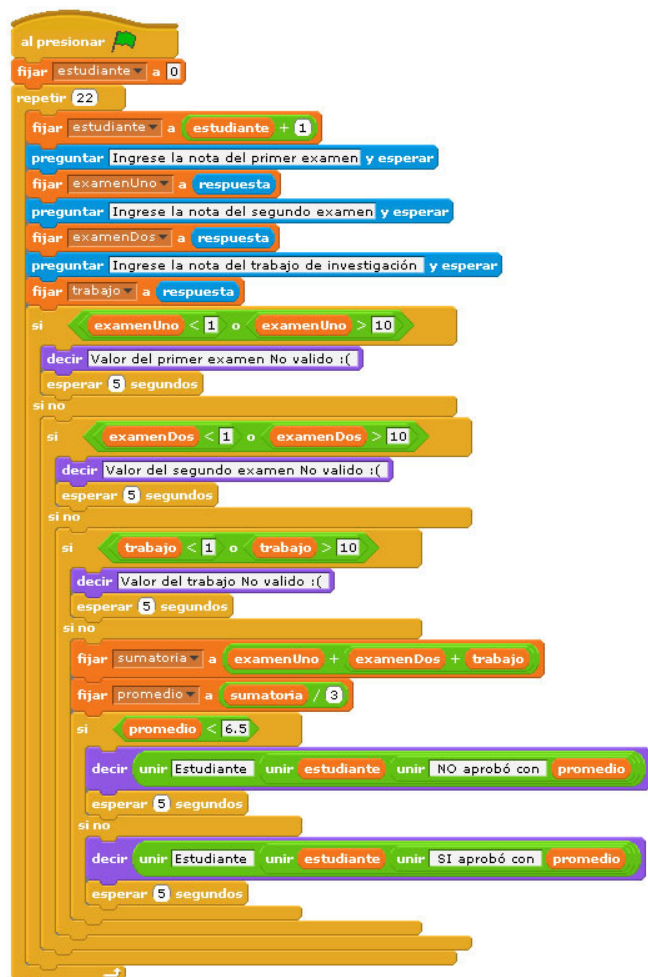 al presionar
fijar estudiante a 0
repetir 22
fijar estudiante a estudiante + 1
preguntar Ingrese la nota del primer examen y esperar
fijar examenUno a respuesta
preguntar Ingrese la nota del segundo examen y esperar
fijar examenDos a respuesta
preguntar Ingrese la nota del trabajo de investigación y esperar
fijar trabajo a respuesta
si examenUno < 1 o examenUno > 10
decir Valor del primer examen No valido :(
esperar 5 segundos
si no
si examenDos < 1 o examenDos > 10
decir Valor del segundo examen No valido :(
esperar 5 segundos
si no
si trabajo < 1 o trabajo > 10
decir Valor del trabajo No valido :(
esperar 5 segundos
si no
fijar sumatoria a examenUno + examenDos + trabajo
fijar promedio a sumatoria / 3
si promedio < 6.5
decir unir Estudiante unir estudiante unir NO aprobó con promedio
esperar 5 segundos
si no
decir unir Estudiante unir estudiante unir SI aprobó con promedio
esperar 5 segundos